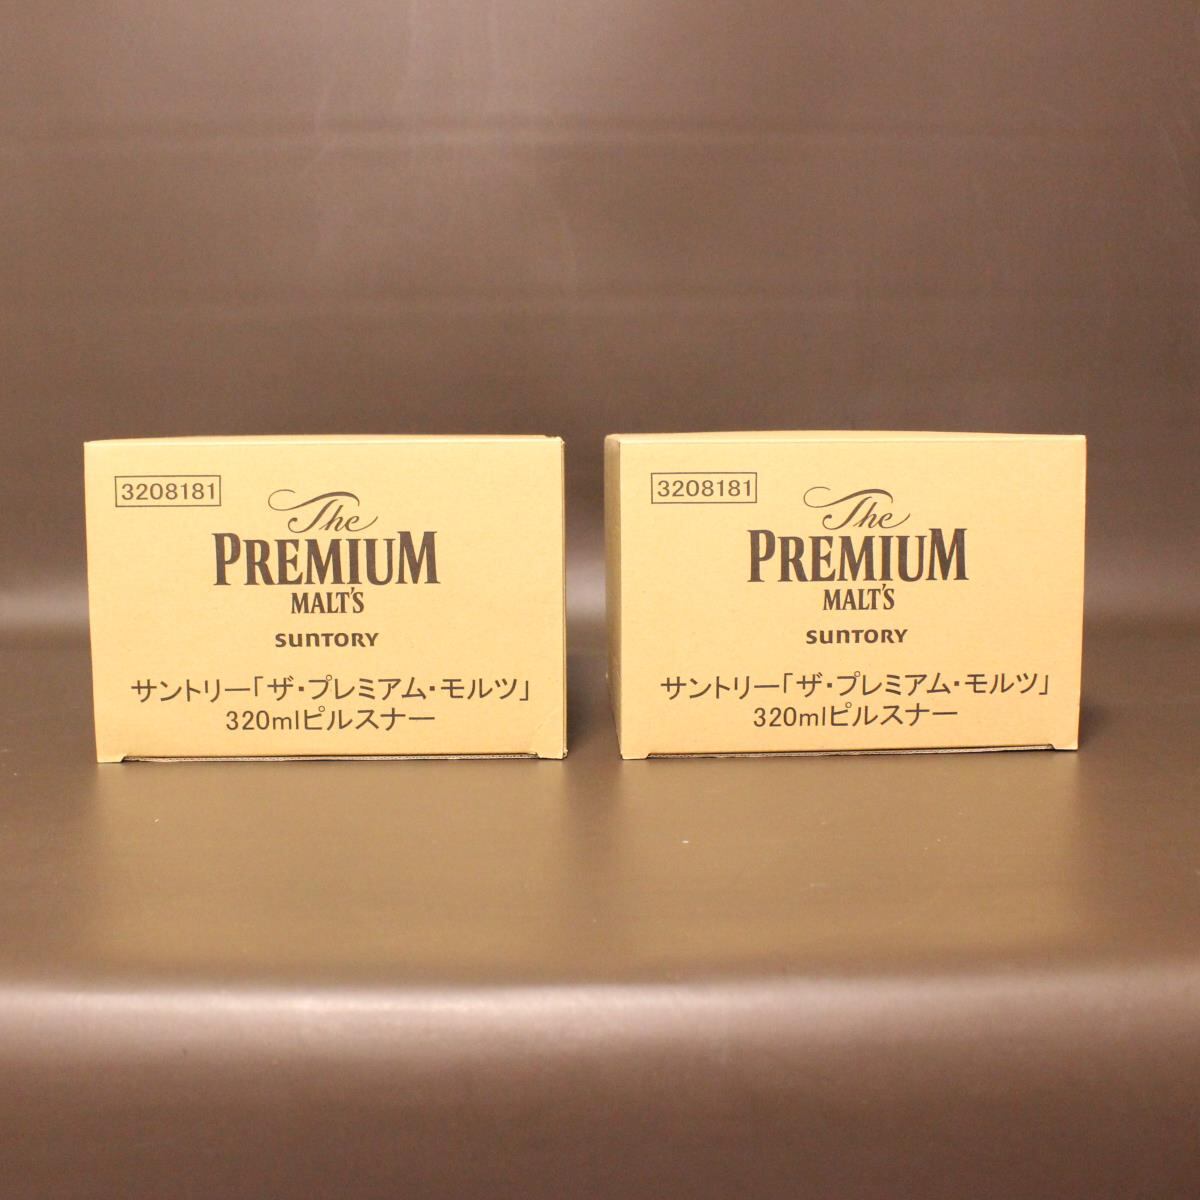 3208181
The
PREMIUM
MALT'S
SUNTORY
サントリー「ザ・プレミアム・モルツ」
320mlピルスナー
3208181
The
PREMIUM
MALT'S
SUNTORY
サントリー「ザ・プレミアム・モルツ」
320mlピルスナー